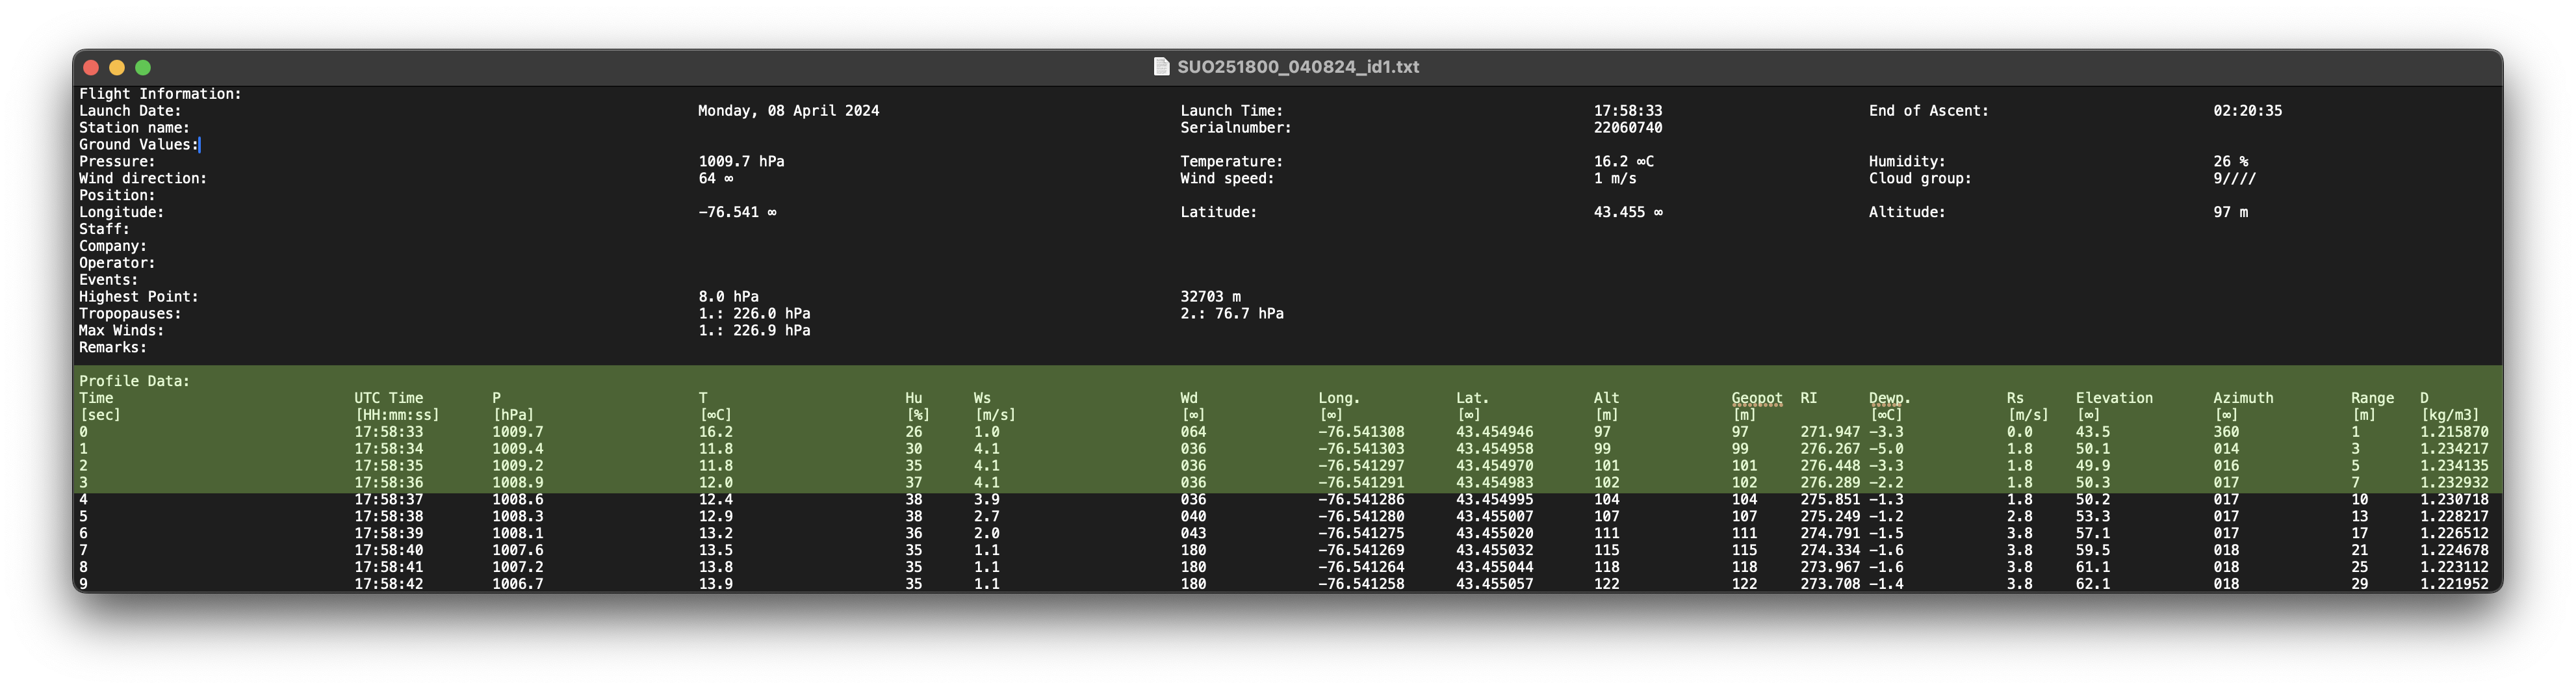 SUO251800_040824_id1.txt
Flight Information:
Launch Date: Monday, 08 April 2024 Launch Time: 17:58:33 End of Ascent: 02:20:35
Station name: Serialnumber: 22060740
Ground Values:
Pressure: 1009.7 hPa Temperature: 16.2 ∞C Humidity: 26 %
Wind direction: 64 ∞ Wind speed: 1 m/s Cloud group: 9////
Position:
Longitude: -76.541 ∞ Latitude: 43.455 ∞ Altitude: 97 m
Staff:
Company:
Operator:
Events:
Highest Point: 8.0 hPa 32703 m
Tropopauses: 1.: 226.0 hPa 2.: 76.7 hPa
Max Winds: 1.: 226.9 hPa
Remarks:
Profile Data:
Time UTC Time P T Hu Ws Wd Long. Lat. Alt Geopot RI Dewp. Rs Elevation Azimuth Range D
[sec] [HH:mm:ss] [hPa] [∞C] [%] [m/s] [∞] [∞] [∞] [m] [m] [∞C] [m/s] [∞] [∞] [m] [kg/m3]
0 17:58:33 1009.7 16.2 26 1.0 064 -76.541308 43.454946 97 97 271.947 -3.3 0.0 43.5 360 1 1.215870
1 17:58:34 1009.4 11.8 30 4.1 036 -76.541303 43.454958 99 99 276.267 -5.0 1.8 50.1 014 3 1.234217
2 17:58:35 1009.2 11.8 35 4.1 036 -76.541297 43.454970 101 101 276.448 -3.3 1.8 49.9 016 5 1.234135
3 17:58:36 1008.9 12.0 37 4.1 036 -76.541291 43.454983 102 102 276.289 -2.2 1.8 50.3 017 7 1.232932
4 17:58:37 1008.6 12.4 38 3.9 036 -76.541286 43.454995 104 104 275.851 -1.3 1.8 50.2 017 10 1.230718
5 17:58:38 1008.3 12.9 38 2.7 040 -76.541280 43.455007 107 107 275.249 -1.2 2.8 53.3 017 13 1.228217
6 17:58:39 1008.1 13.2 36 2.0 043 -76.541275 43.455020 111 111 274.791 -1.5 3.8 57.1 017 17 1.226512
7 17:58:40 1007.6 13.5 35 1.1 180 -76.541269 43.455032 115 115 274.334 -1.6 3.8 59.5 018 21 1.224678
8 17:58:41 1007.2 13.8 35 1.1 180 -76.541264 43.455044 118 118 273.967 -1.6 3.8 61.1 018 25 1.223112
9 17:58:42 1006.7 13.9 35 1.1 180 -76.541258 43.455057 122 122 273.708 -1.4 3.8 62.1 018 29 1.221952